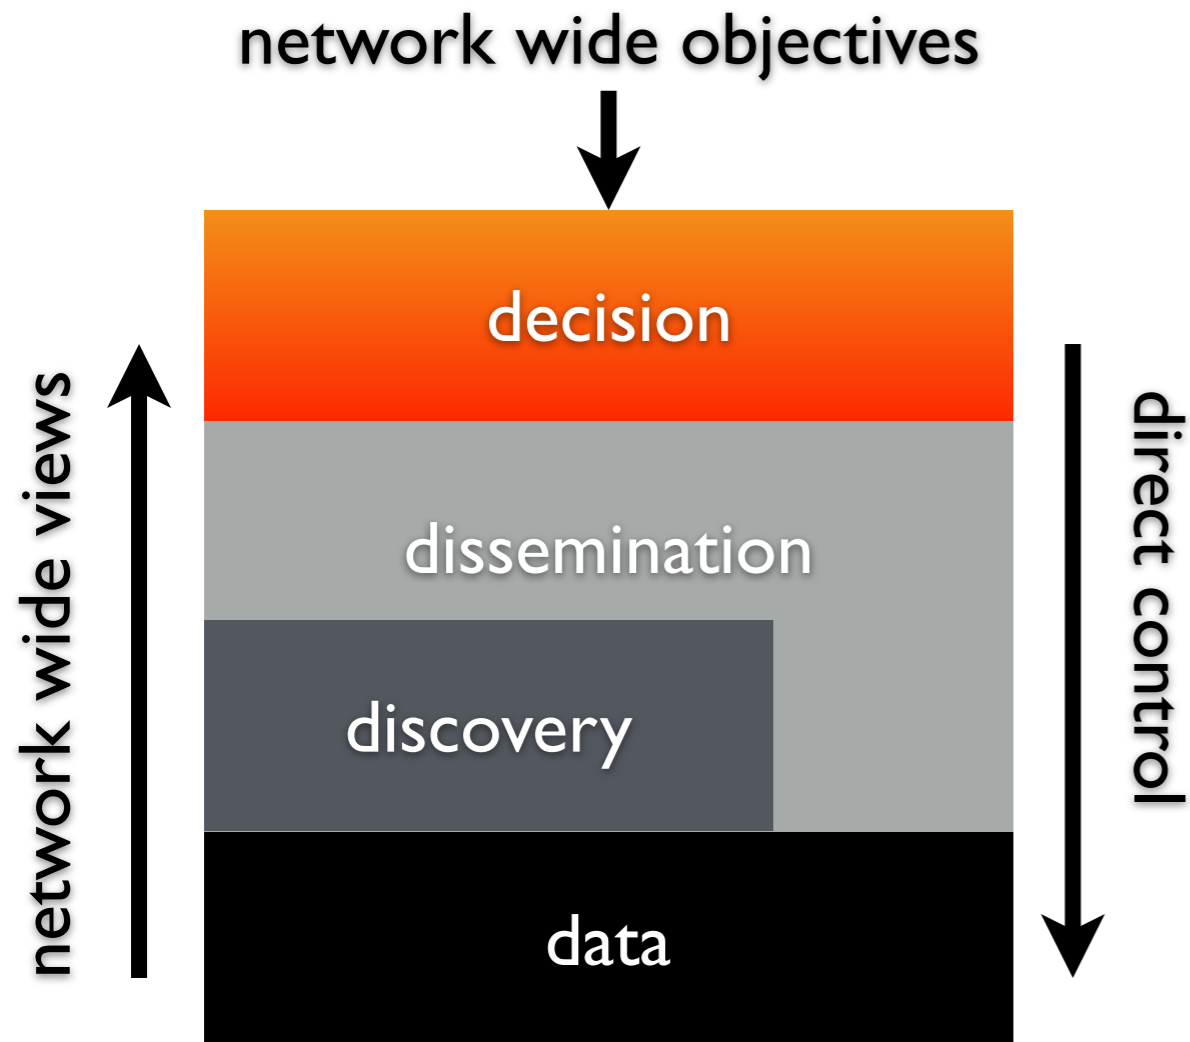 network wide objectives
decision
network wide views
direct control
dissemination
discovery
data